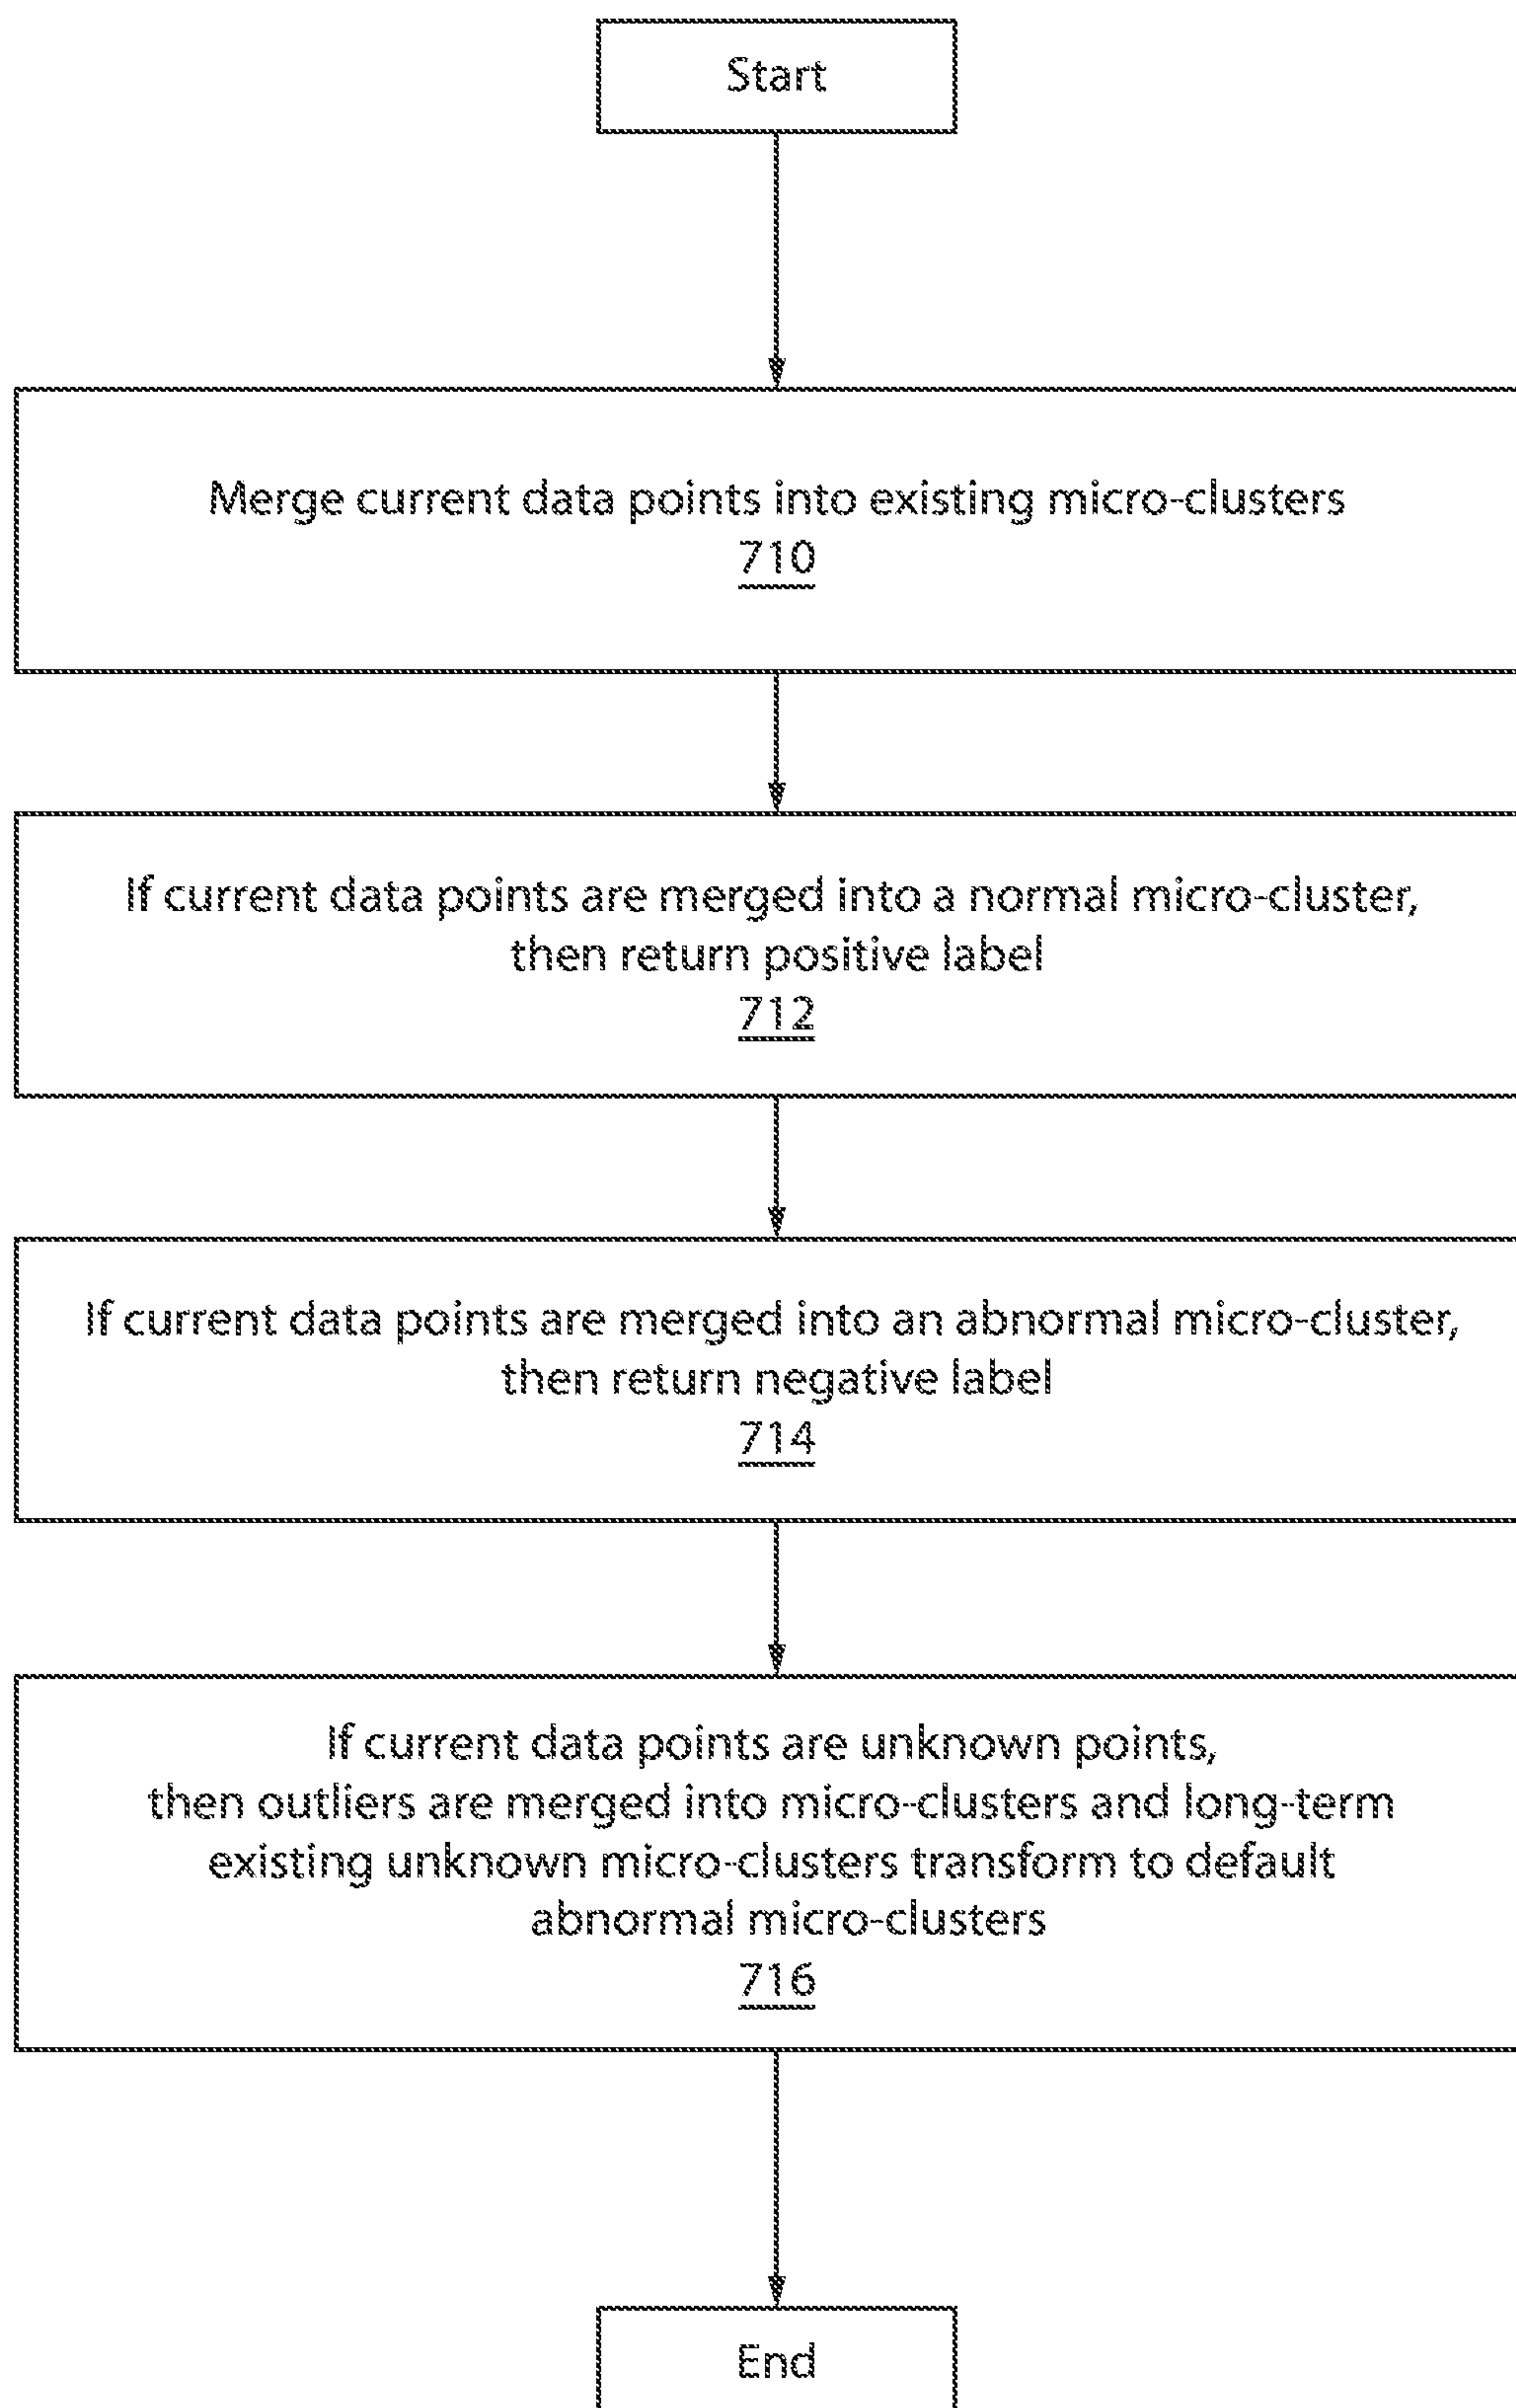 Start
Merge current data points into existing micro-clusters
710
If current data points are merged into a normal micro-cluster,
then return positive label
712
If current data points are merged into an abnormal micro-cluster,
then return negative label
714
If current data points are unknown points,
then outliers are merged into micro-clusters and long-term
existing unknown micro-clusters transform to default
abnormal micro-clusters
716
End